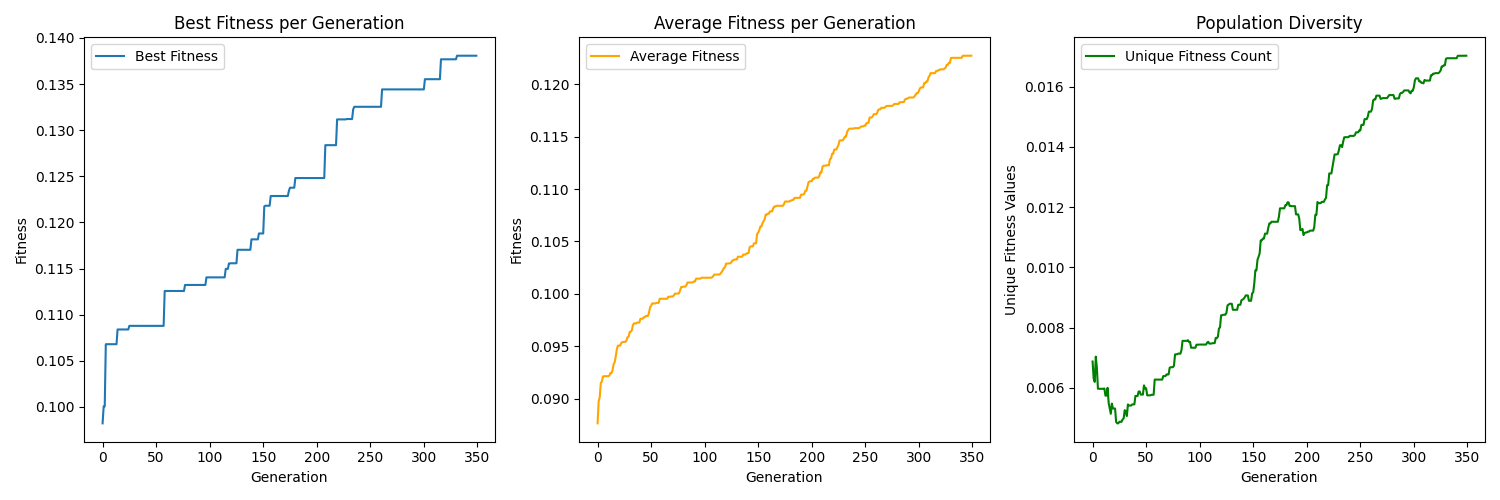 Best Fitness per Generation
Best Fitness
0.140
0.135
0.130
0.125
0.120
0.115
0.110
0.105
0.100
Fitness
0 50 100 150 200 250 300 350
Generation
Average Fitness per Generation
Average Fitness
0.120
0.115
0.110
0.105
0.100
0.095
0.090
Fitness
0 50 100 150 200 250 300 350
Generation
Population Diversity
Unique Fitness Count
0.016
0.014
0.012
0.010
0.008
0.006
Unique Fitness Values
0 50 100 150 200 250 300 350
Generation